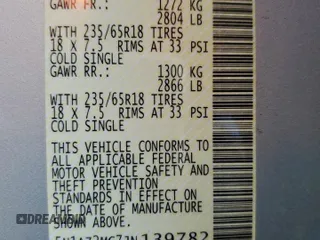 GAWR FR.: 1272 KG
2804 LB
WITH 235/65R18 TIRES
18 X 7.5 RIMS AT 33 PSI
COLD SINGLE
GAWR RR.: 1300 KG
2866 LB
WITH 235/65R18 TIRES
18 X 7.5 RIMS AT 33 PSI
COLD SINGLE
THIS VEHICLE CONFORMS TO
ALL APPLICABLE FEDERAL
MOTOR VEHICLE SAFETY AND
THEFT PREVENTION
STANDARDS IN EFFECT ON
THE DATE OF MANUFACTURE
SHOWN ABOVE.
139782